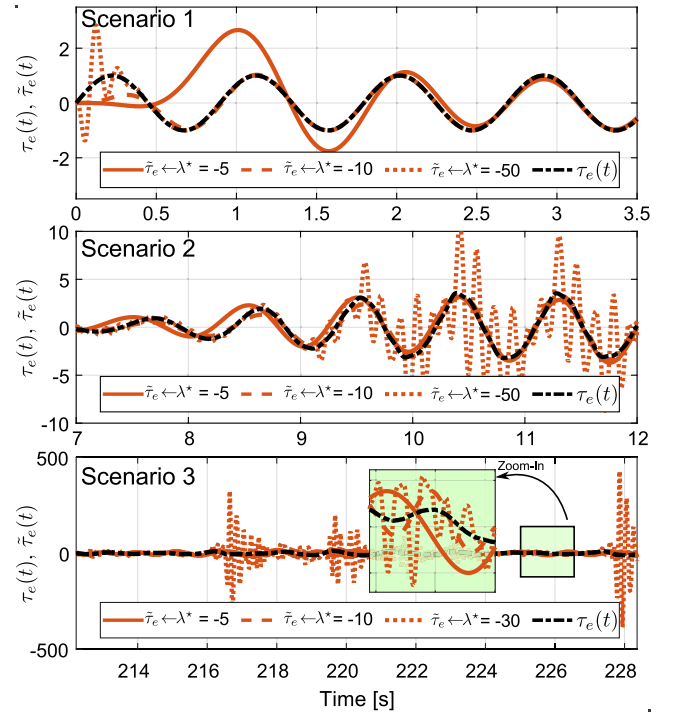 Scenario 1
2
0
-2
τₑ(t), τ̃ₑ(t)
τ̃ₑ←λ⋆ = -5 τ̃ₑ←λ⋆ = -10 τ̃ₑ←λ⋆ = -50 τₑ(t)
0 0.5 1 1.5 2 2.5 3 3.5
Scenario 2
10
5
0
-5
-10
τₑ(t), τ̃ₑ(t)
τ̃ₑ←λ⋆ = -5 τ̃ₑ←λ⋆ = -10 τ̃ₑ←λ⋆ = -50 τₑ(t)
7 8 9 10 11 12
Scenario 3
Zoom-In
500
0
-500
τₑ(t), τ̃ₑ(t)
τ̃ₑ←λ⋆= -5 τ̃ₑ←λ⋆= -10 τ̃ₑ←λ⋆= -30 τₑ(t)
214 216 218 220 222 224 226 228
Time [s]